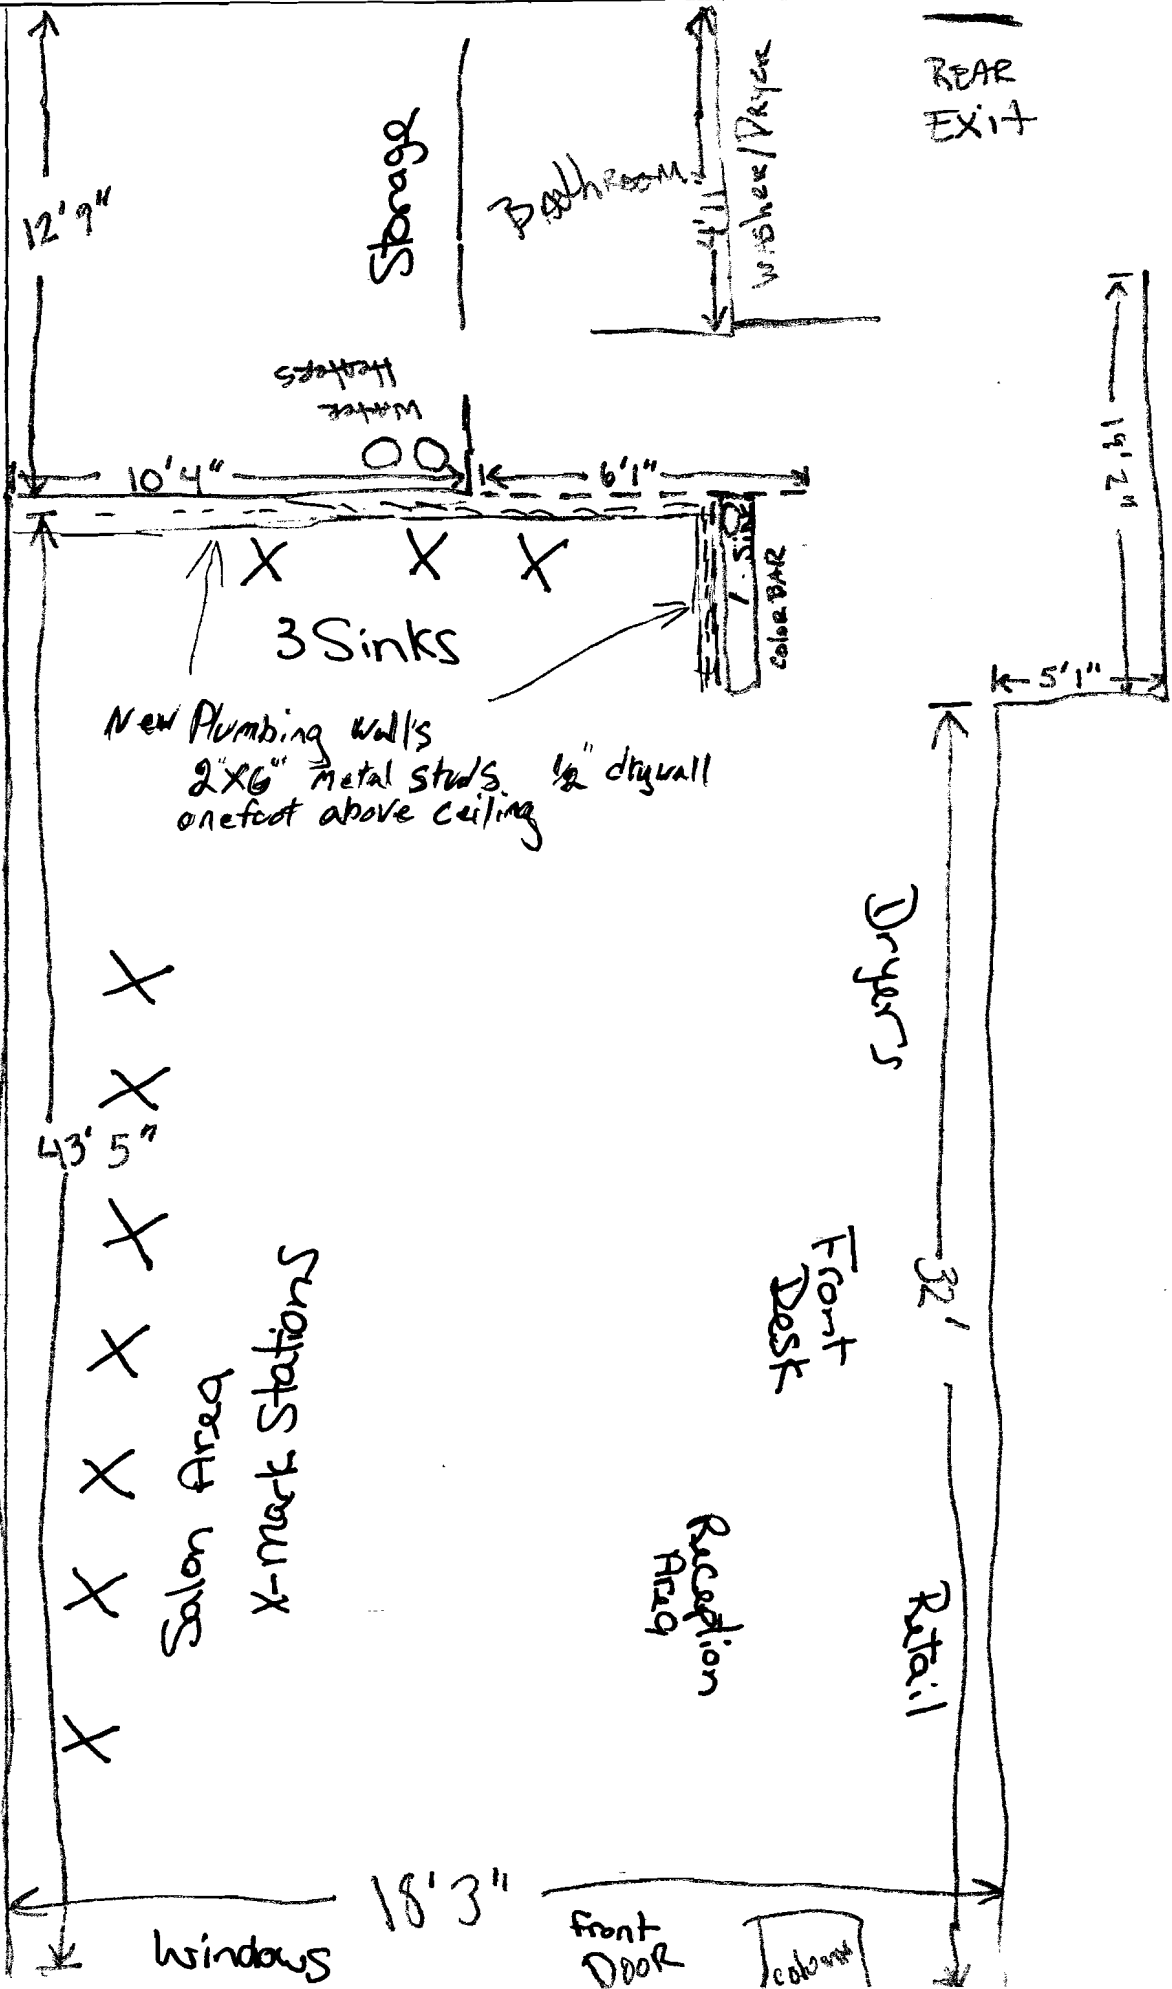 REAR
EXit
Storage
BAthRooM
4'11
WAsher/DRyer
12' 9"
Water
Heaters
10'4"
6'1"
19' 2"
1 Sink
Color BAR
3 Sinks
5'1"
New Plumbing Walls
2"X6" Metal studs ½" drywall
onefoot above ceiling
Dryers
43' 5"
32'
Front
Desk
Salon Area
X-Mark Stations
Reception
Area
Retail
18' 3"
Windows
front
DOOR
column